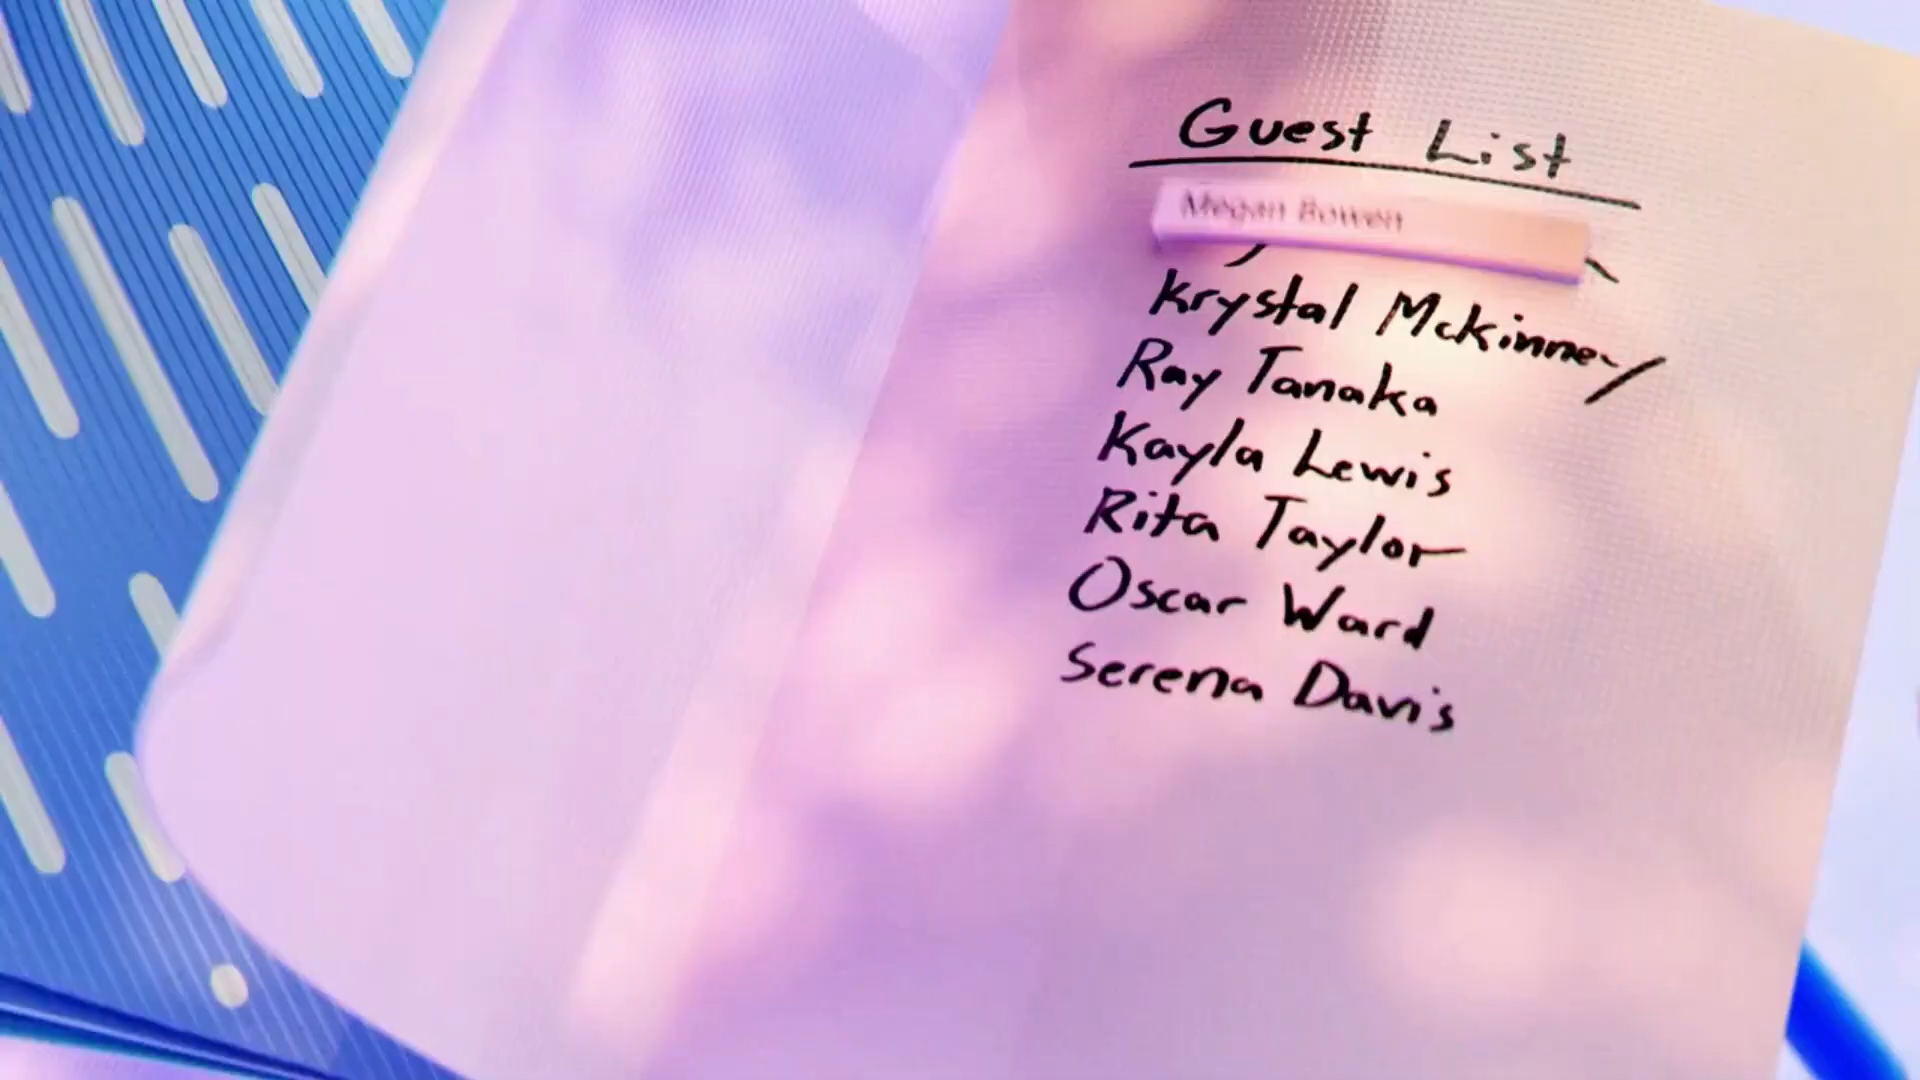 Guest List
Megan Bowen
Krystal Mckinney
Ray Tanaka
Kayla Lewis
Rita Taylor
Oscar Ward
Serena Davis